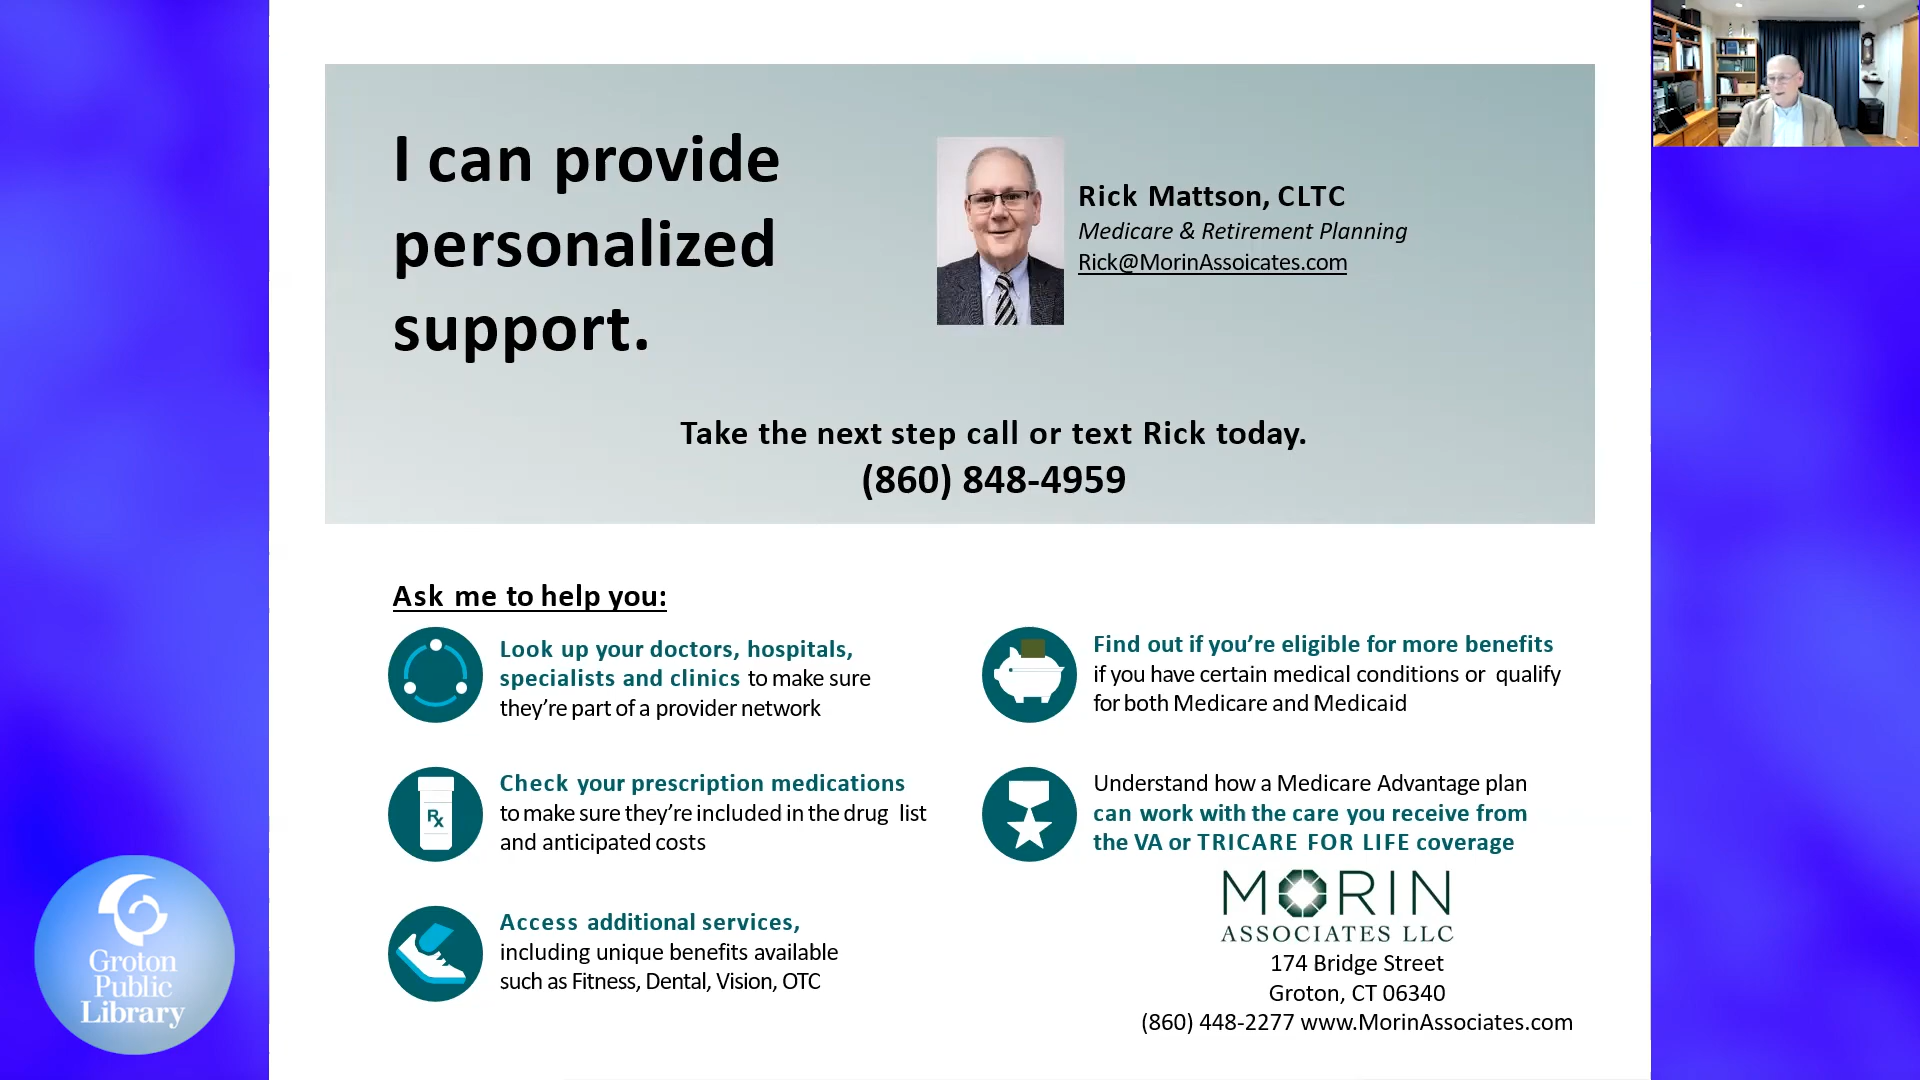 I can provide
personalized
support.
Rick Mattson, CLTC
Medicare & Retirement Planning
Rick@MorinAssoicates.com
Take the next step call or text Rick today.
(860) 848-4959
Ask me to help you:
Look up your doctors, hospitals,
specialists and clinics to make sure
they're part of a provider network
Check your prescription medications
to make sure they're included in the drug list
and anticipated costs
Rx
Access additional services,
including unique benefits available
such as Fitness, Dental, Vision, OTC
Find out if you're eligible for more benefits
if you have certain medical conditions or qualify
for both Medicare and Medicaid
Understand how a Medicare Advantage plan
can work with the care you receive from
the VA or TRICARE FOR LIFE coverage
MORIN
ASSOCIATES LLC
174 Bridge Street
Groton, CT 06340
(860) 448-2277 www.MorinAssociates.com
Groton
Public
Library